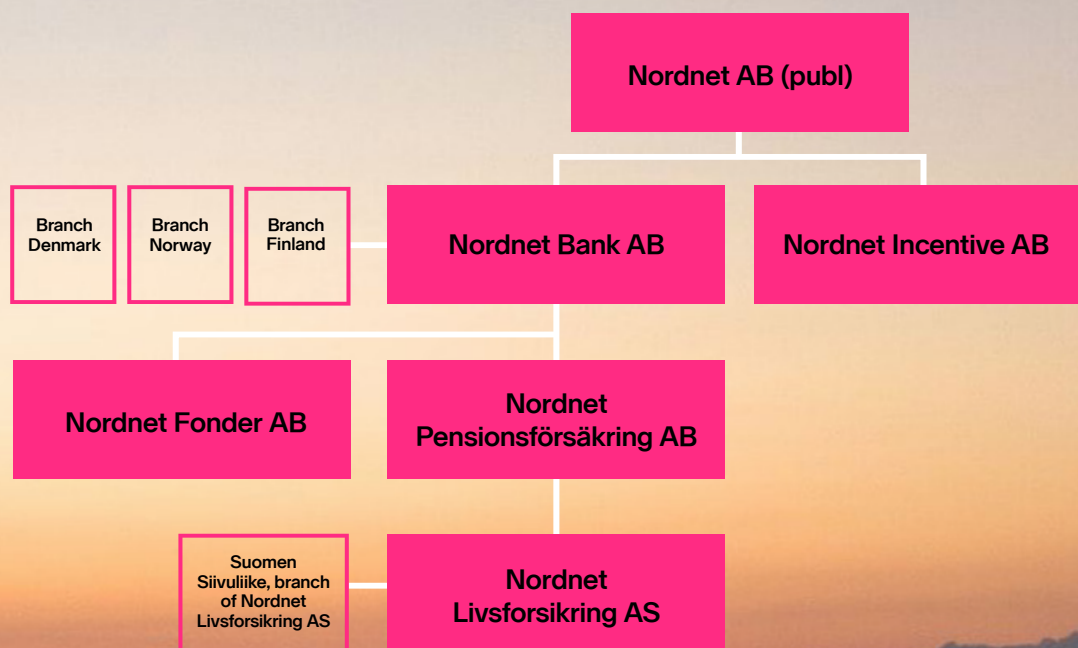 Nordnet AB (publ)
Branch
Denmark
Branch
Norway
Branch
Finland
Nordnet Bank AB
Nordnet Incentive AB
Nordnet Fonder AB
Nordnet
Pensionsförsäkring AB
Suomen
Siivuliike, branch
of Nordnet
Livsforsikring AS
Nordnet
Livsforsikring AS